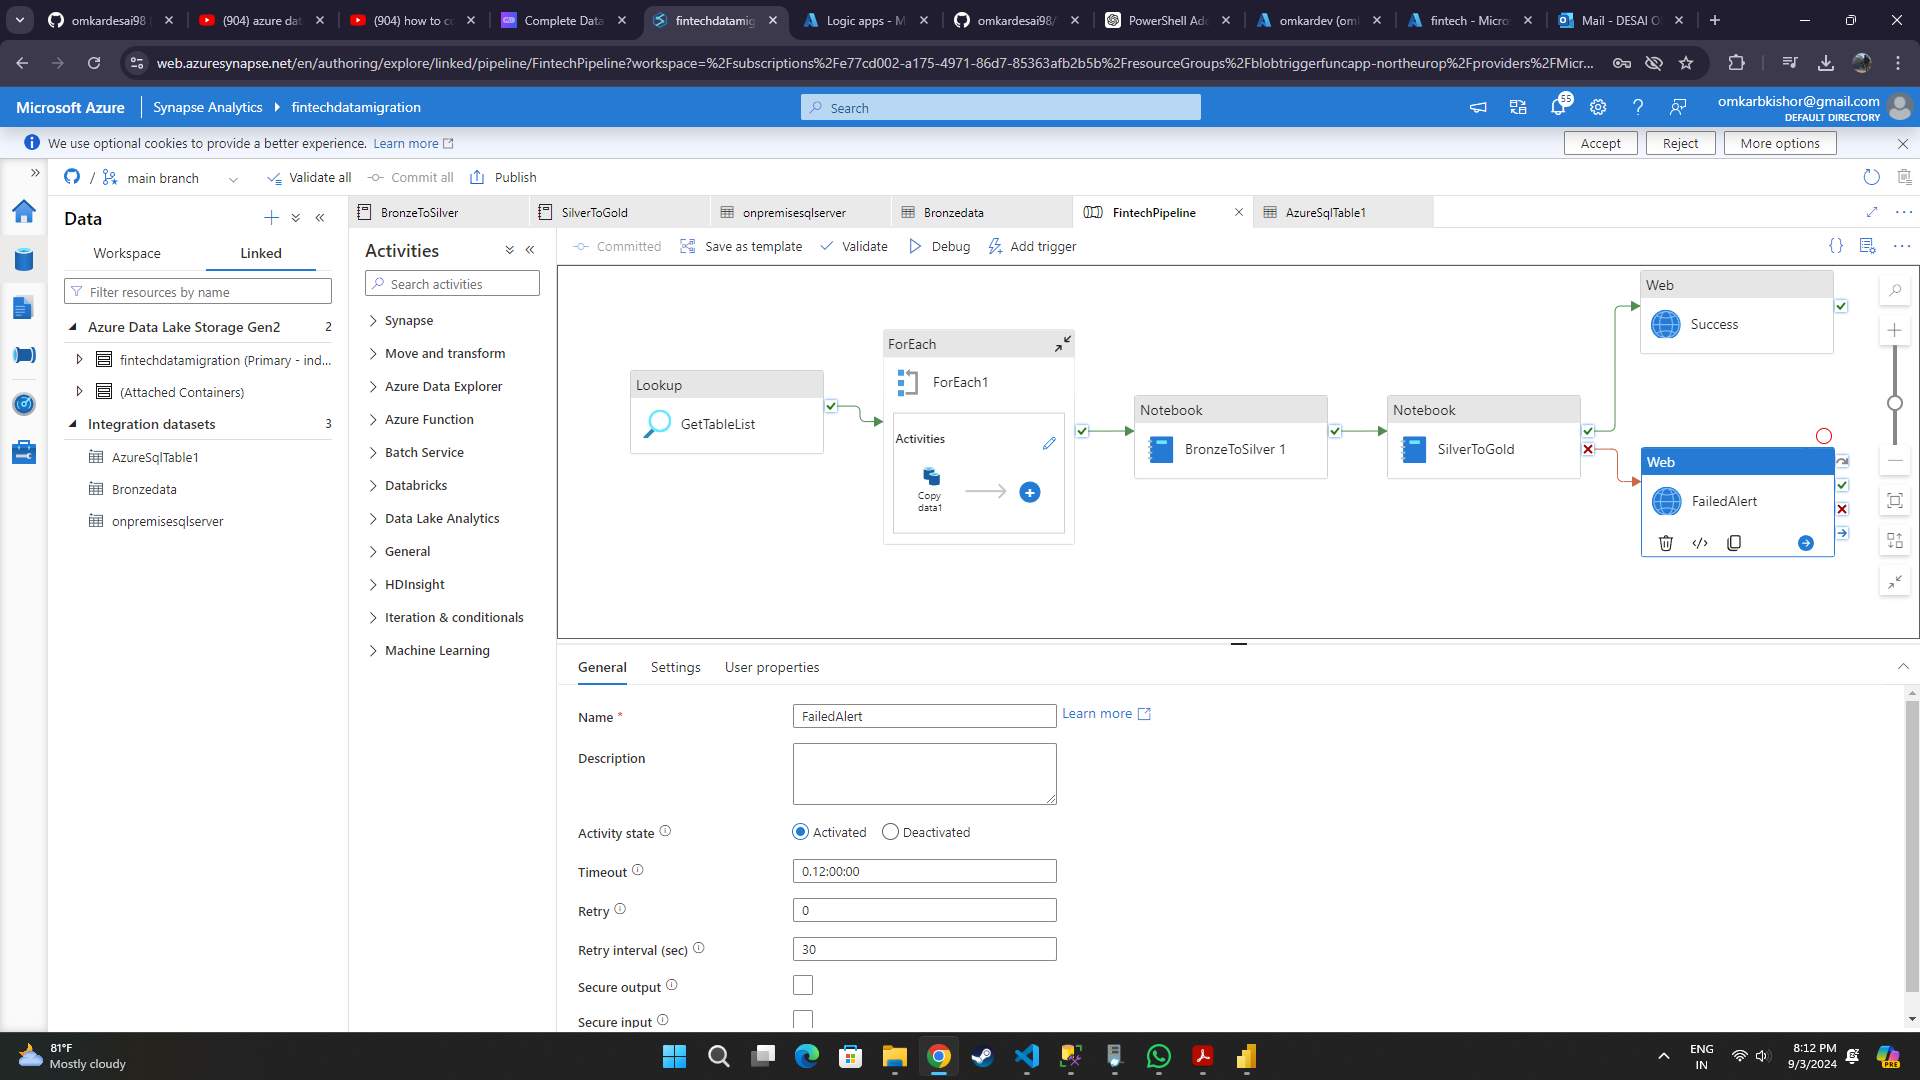 omkardesai98
(904) azure dat
(904) how to co
Complete Data
fintechdatamig
Logic apps - M
omkardesai98/
PowerShell Add
omkardev (oml
fintech - Micro
Mail - DESAI O
web.azuresynapse.net/en/authoring/explore/linked/pipeline/FintechPipeline?workspace=%2Fsubscriptions%2Fe77cd002-a175-4971-86d7-85363afb2b5b%2FresourceGroups%2Fblobtriggerfuncapp-northeurop%2Fproviders%2FMicr...
Microsoft Azure
Synapse Analytics
fintechdatamigration
Search
55
omkarbkishor@gmail.com
DEFAULT DIRECTORY
We use optional cookies to provide a better experience. Learn more
Accept
Reject
More options
/ main branch
Validate all
Commit all
Publish
Data
Workspace
Linked
Filter resources by name
Azure Data Lake Storage Gen2 2
fintechdatamigration (Primary - ind...
(Attached Containers)
Integration datasets 3
AzureSqlTable1
Bronzedata
onpremisesqlserver
BronzeToSilver
SilverToGold
onpremisesqlserver
Bronzedata
FintechPipeline
AzureSqlTable1
Activities
Search activities
Synapse
Move and transform
Azure Data Explorer
Azure Function
Batch Service
Databricks
Data Lake Analytics
General
HDInsight
Iteration & conditionals
Machine Learning
Committed
Save as template
Validate
Debug
Add trigger
Lookup
GetTableList
ForEach
ForEach1
Activities
Copy
data1
Notebook
BronzeToSilver 1
Notebook
SilverToGold
Web
Success
Web
FailedAlert
General
Settings
User properties
Name *
FailedAlert
Learn more
Description
Activity state
Activated
Deactivated
Timeout
0.12:00:00
Retry
0
Retry interval (sec)
30
Secure output
Secure input
81°F
Mostly cloudy
ENG
IN
8:12 PM
9/3/2024
PRE